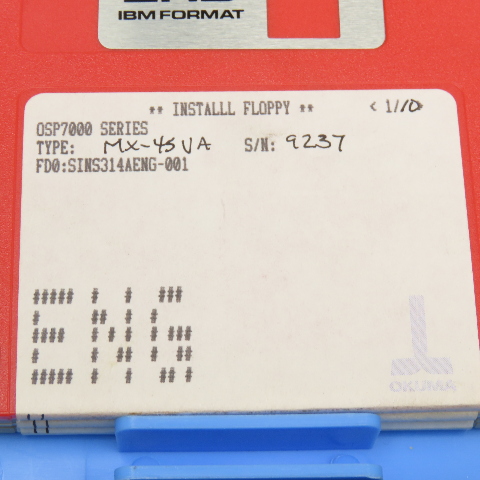 IBM FORMAT
** INSTALLL FLOPPY ** < 1/10>
OSP7000 SERIES
TYPE: MX-45VA S/N: 9237
FD0:SINS314AENG-001
ENG
OKUMA